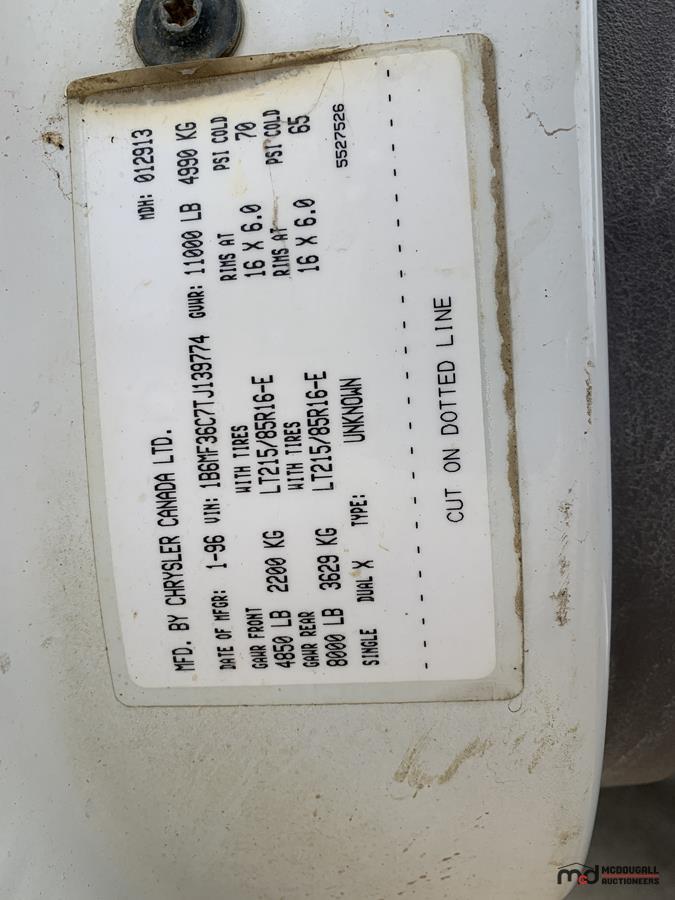 MFD. BY CHRYSLER CANADA LTD. MDH: 012913
DATE OF MFGR: 1-96 VIN: 1B6MF36C7TJ139774 GVWR: 11000 LB 4990 KG
GAWR FRONT WITH TIRES RIMS AT PSI COLD
4850 LB 2200 KG LT215/85R16-E 16 X 6.0 70
GAWR REAR WITH TIRES RIMS AT PSI COLD
8000 LB 3629 KG LT215/85R16-E 16 X 6.0 65
SINGLE DUAL X TYPE: UNKNOWN 5527526
CUT ON DOTTED LINE
mcd MCDOUGALL
AUCTIONEERS